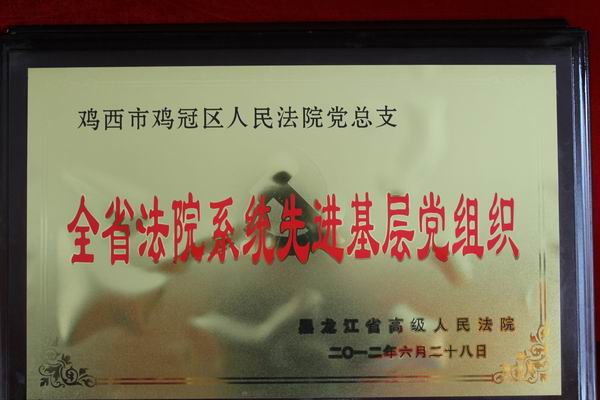 鸡西市鸡冠区人民法院党总支
全省法院系统先进基层党组织
黑龙江省高级人民法院
二〇一二年六月二十八日